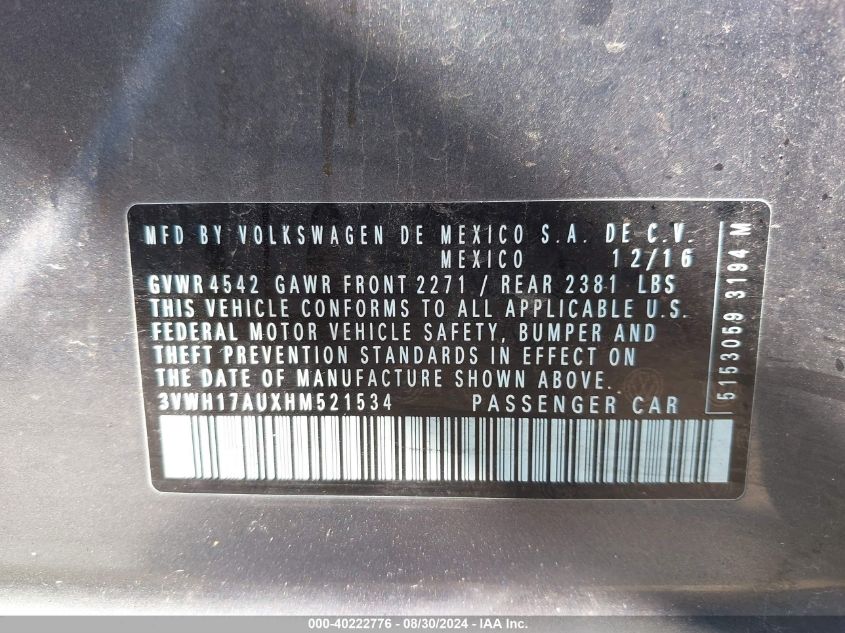 MFD BY VOLKSWAGEN DE MEXICO S.A. DE C.V.
MEXICO 12/16
GVWR 4542 GAWR FRONT 2271 / REAR 2381 LBS
THIS VEHICLE CONFORMS TO ALL APPLICABLE U.S.
FEDERAL MOTOR VEHICLE SAFETY, BUMPER AND
THEFT PREVENTION STANDARDS IN EFFECT ON
THE DATE OF MANUFACTURE SHOWN ABOVE.
3VWH17AUXHM521534 PASSENGER CAR
5153059 3194 M
000-40222776 - 08/30/2024 - IAA Inc.